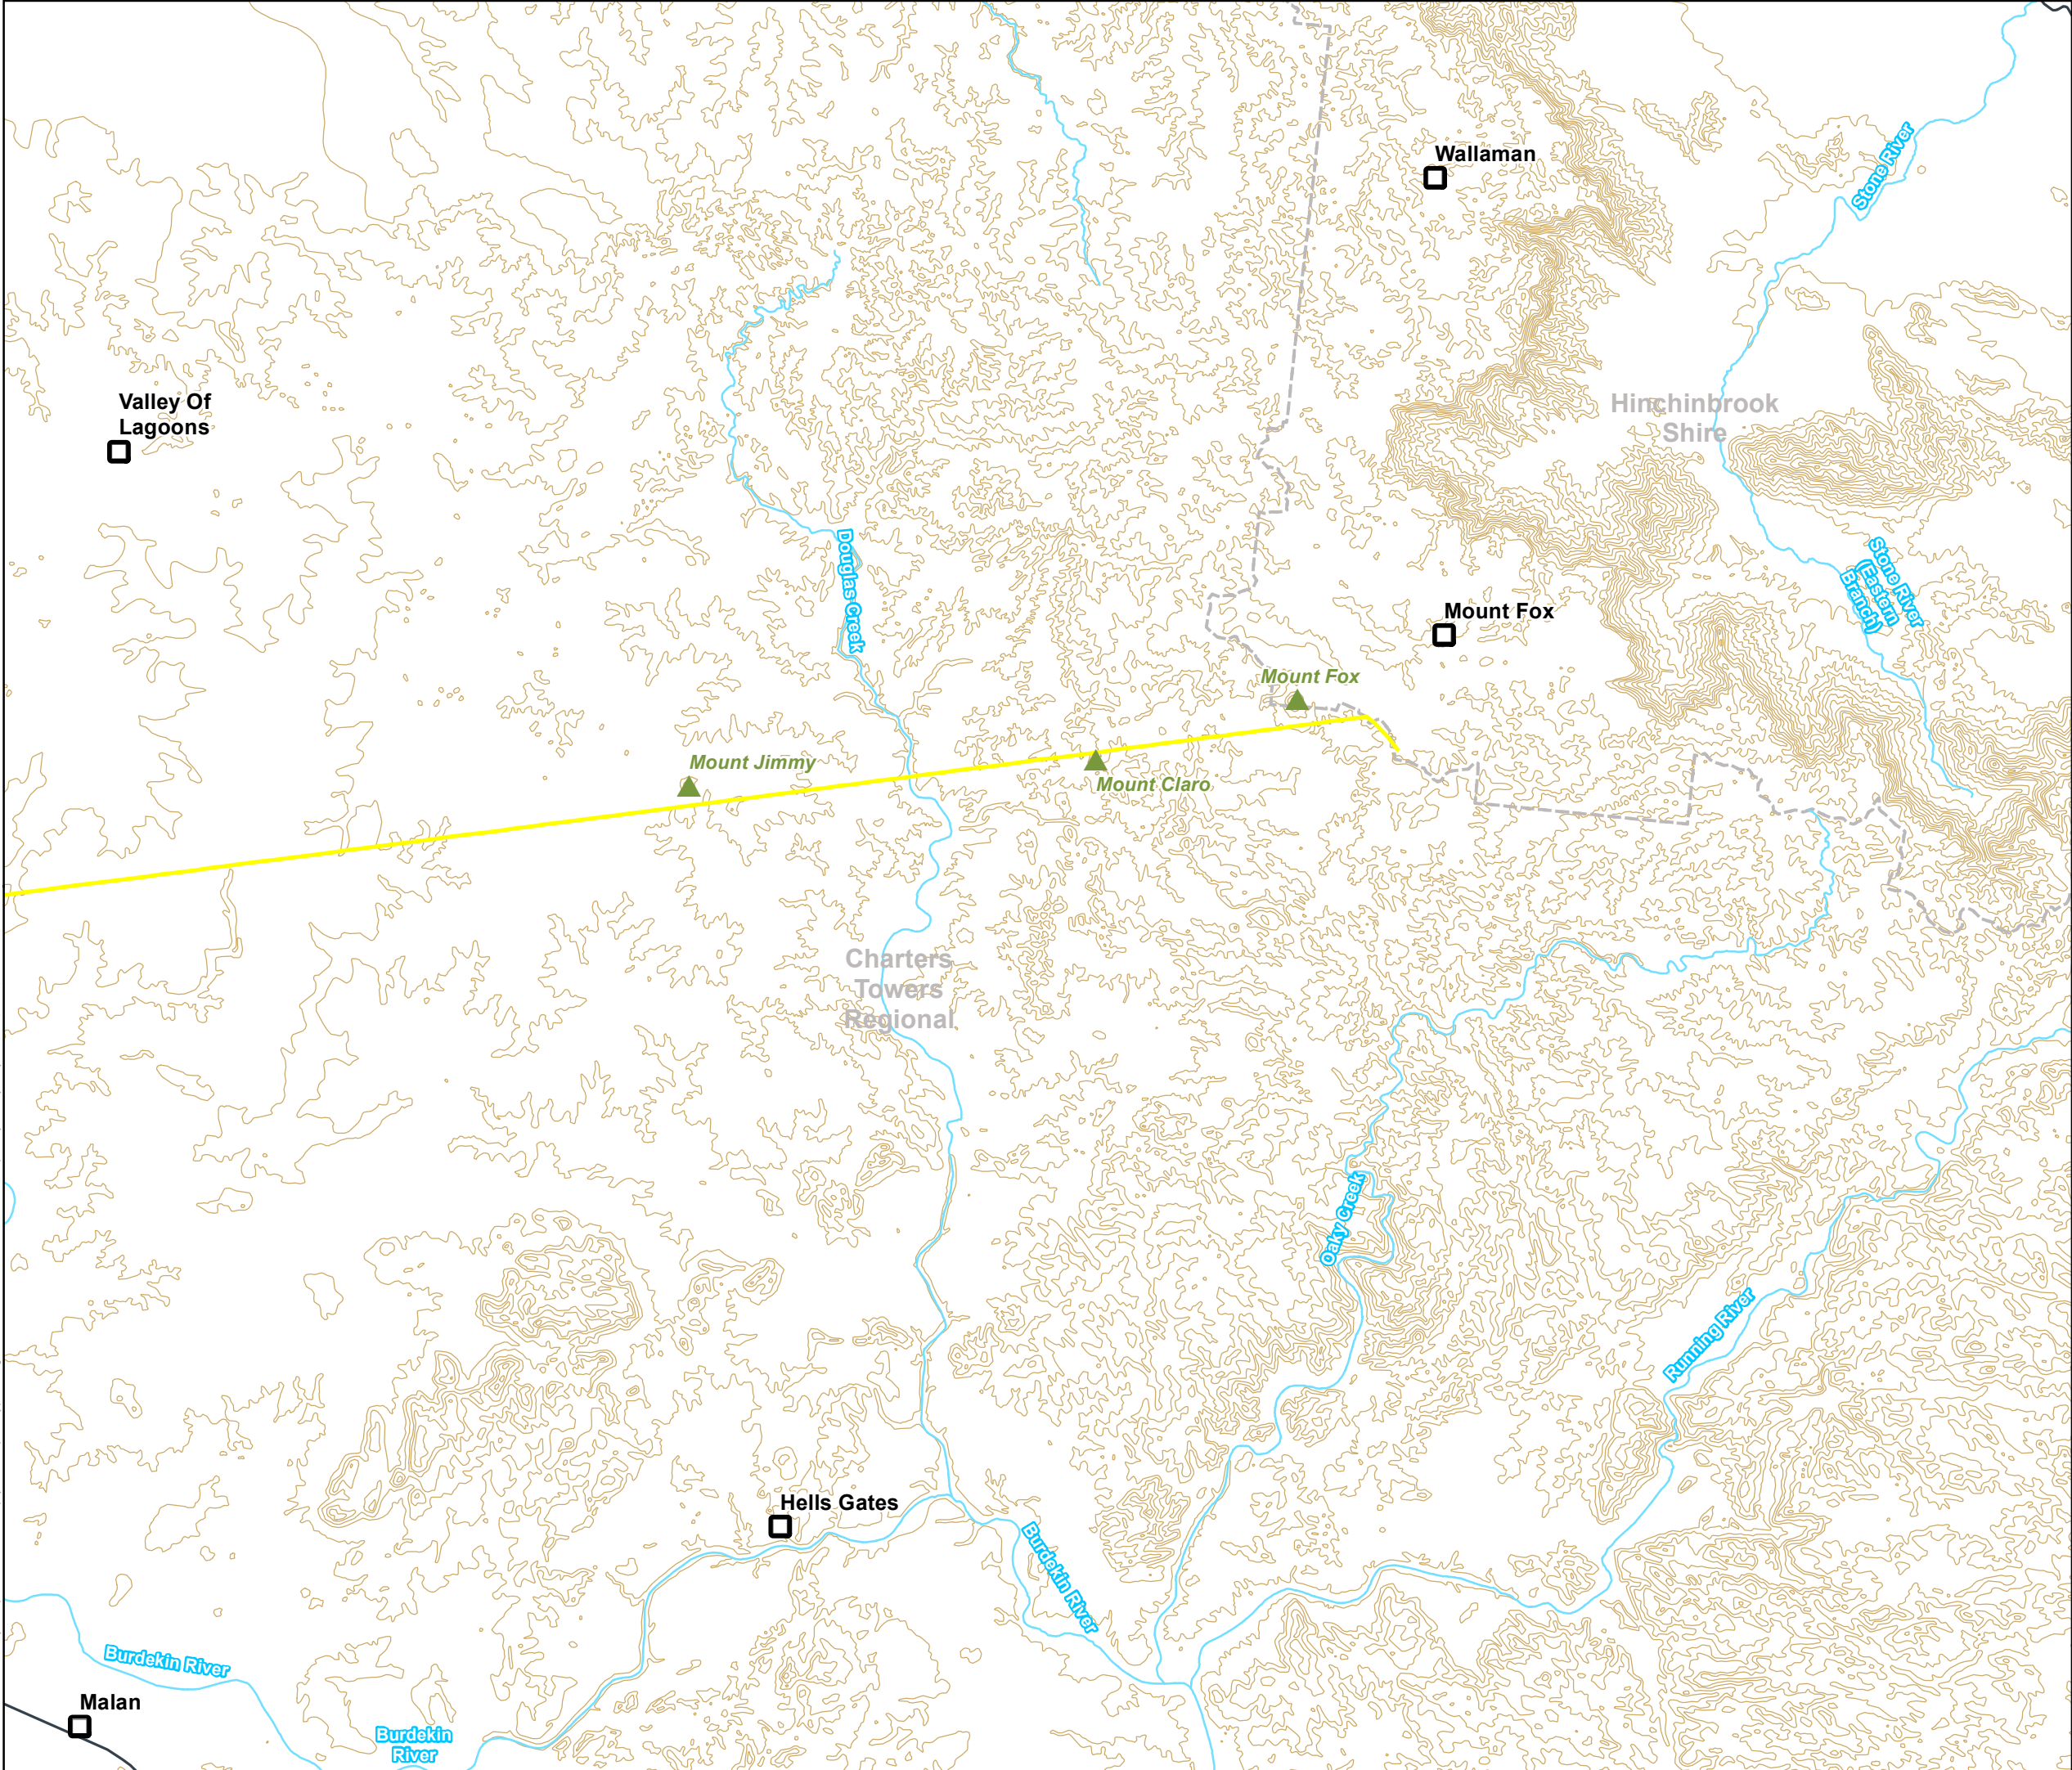 Wallaman
Stone River
Valley Of
Lagoons
Hinchinbrook
Shire
Douglas Creek
Stone River
(Eastern
Branch)
Mount Fox
Mount Fox
Mount Jimmy
Mount Claro
Charters
Towers
Regional
Oaky Creek
Running River
Hells Gates
Burdekin River
Burdekin River
Malan
Burdekin
River